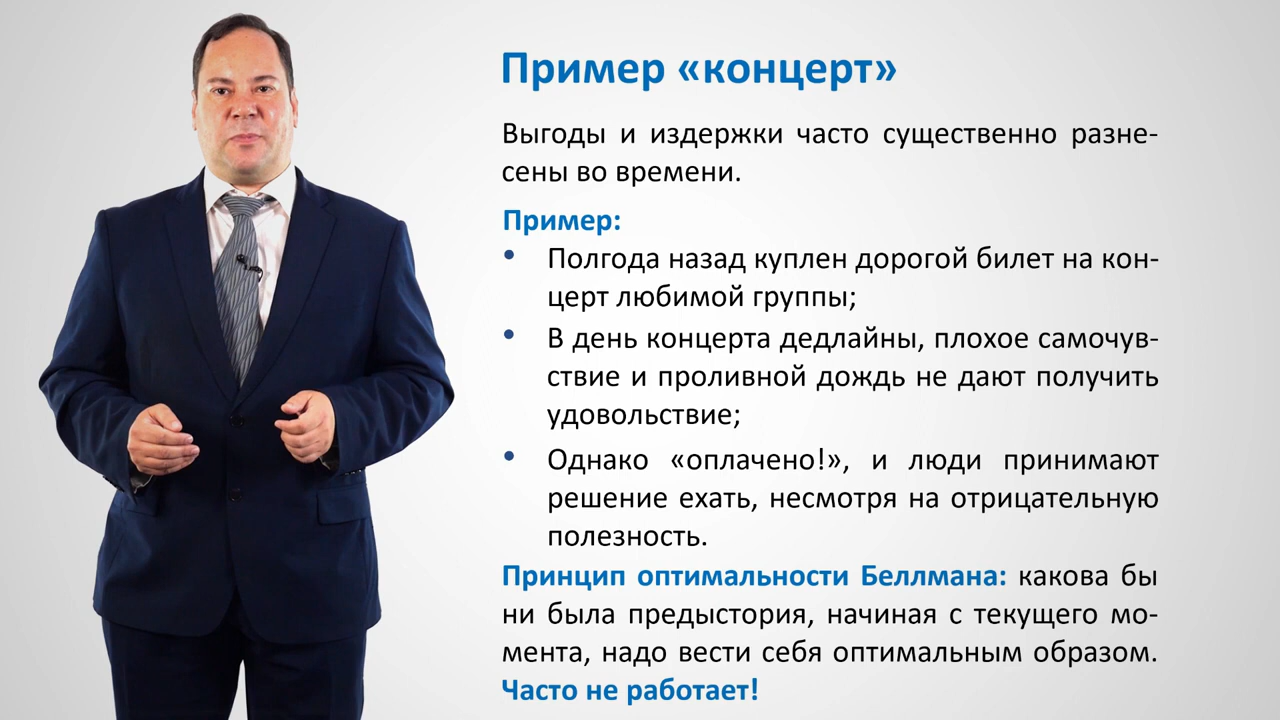 Пример «концерт»
Выгоды и издержки часто существенно разне-
сены во времени.
Пример:
• Полгода назад куплен дорогой билет на кон-
церт любимой группы;
• В день концерта дедлайны, плохое самочув-
ствие и проливной дождь не дают получить
удовольствие;
• Однако «оплачено!», и люди принимают
решение ехать, несмотря на отрицательную
полезность.
Принцип оптимальности Беллмана: какова бы
ни была предыстория, начиная с текущего мо-
мента, надо вести себя оптимальным образом.
Часто не работает!